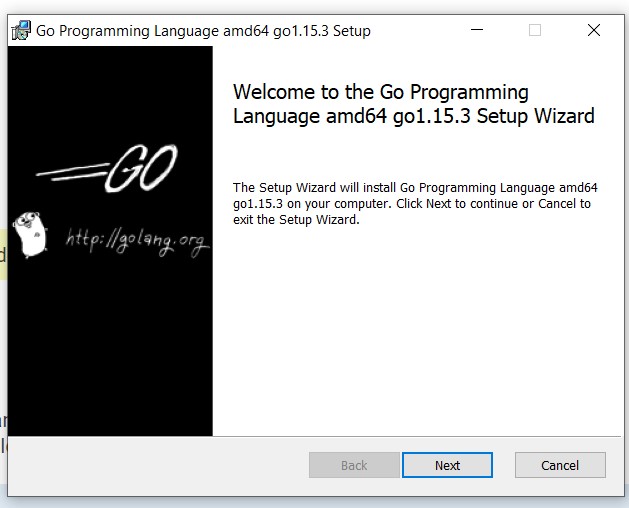 Go Programming Language amd64 go1.15.3 Setup
Welcome to the Go Programming
Language amd64 go1.15.3 Setup Wizard
GO
http://golang.org
The Setup Wizard will install Go Programming Language amd64
go1.15.3 on your computer. Click Next to continue or Cancel to
exit the Setup Wizard.
Back
Next
Cancel